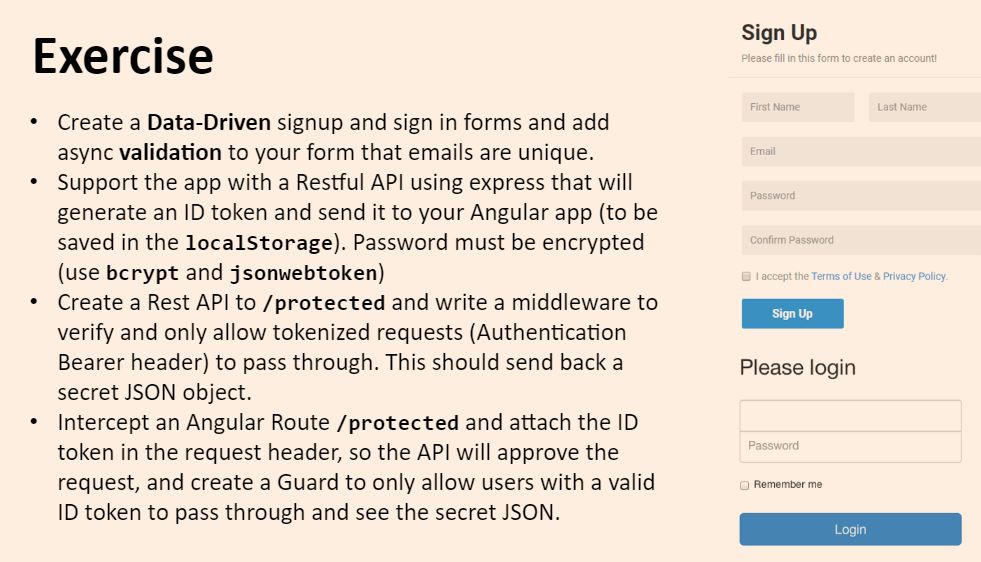 Exercise
• Create a Data-Driven signup and sign in forms and add
async validation to your form that emails are unique.
• Support the app with a Restful API using express that will
generate an ID token and send it to your Angular app (to be
saved in the localStorage). Password must be encrypted
(use bcrypt and jsonwebtoken)
• Create a Rest API to /protected and write a middleware to
verify and only allow tokenized requests (Authentication
Bearer header) to pass through. This should send back a
secret JSON object.
• Intercept an Angular Route /protected and attach the ID
token in the request header, so the API will approve the
request, and create a Guard to only allow users with a valid
ID token to pass through and see the secret JSON.
Sign Up
Please fill in this form to create an account!
First Name
Last Name
Email
Password
Confirm Password
I accept the Terms of Use & Privacy Policy.
Sign Up
Please login
Password
Remember me
Login